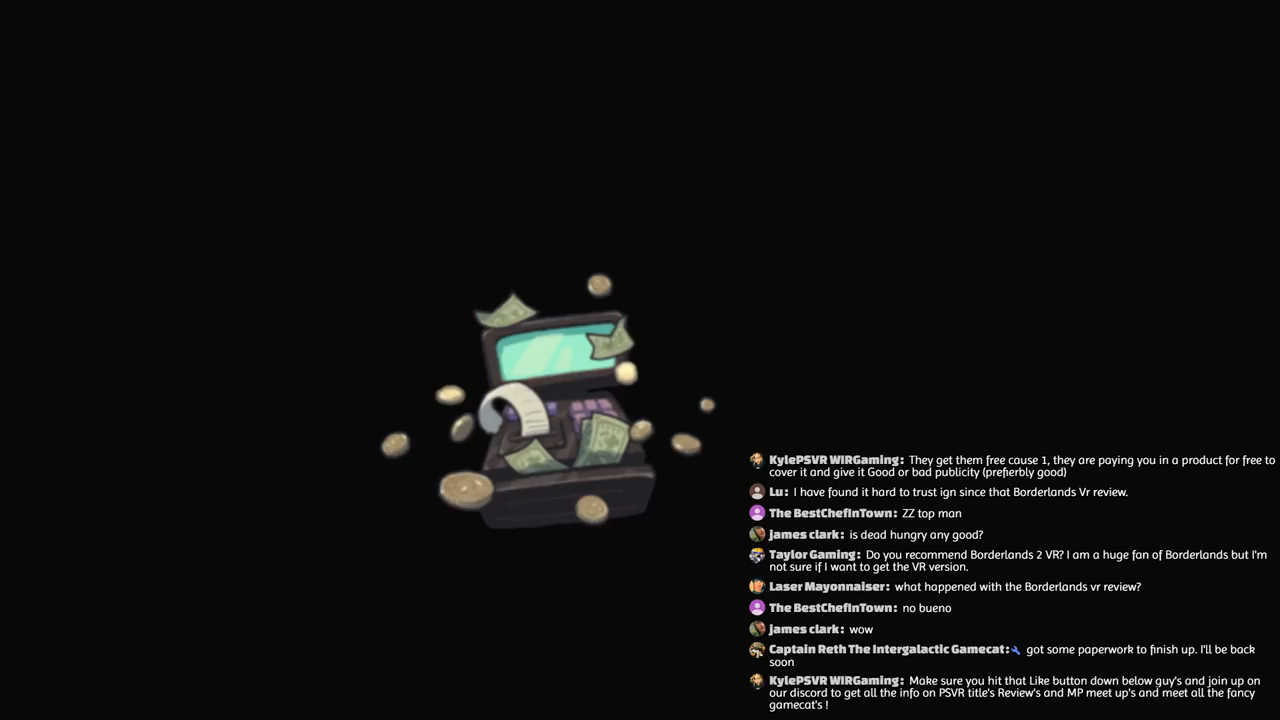 KylePSVR WIRGaming: They get them free cause 1, they are paying you in a product for free to
cover it and give it Good or bad publicity (prefierbly good)
Lu: I have found it hard to trust ign since that Borderlands Vr review.
The BestChefInTown: ZZ top man
james clark: is dead hungry any good?
Taylor Gaming: Do you recommend Borderlands 2 VR? I am a huge fan of Borderlands but I'm
not sure if I want to get the VR version.
Laser Mayonnaiser: what happened with the Borderlands vr review?
The BestChefInTown: no bueno
james clark: wow
Captain Reth The Intergalactic Gamecat: got some paperwork to finish up. I'll be back
soon
KylePSVR WIRGaming: Make sure you hit that Like button down below guy's and join up on
our discord to get all the info on PSVR title's Review's and MP meet up's and meet all the fancy
gamecat's !